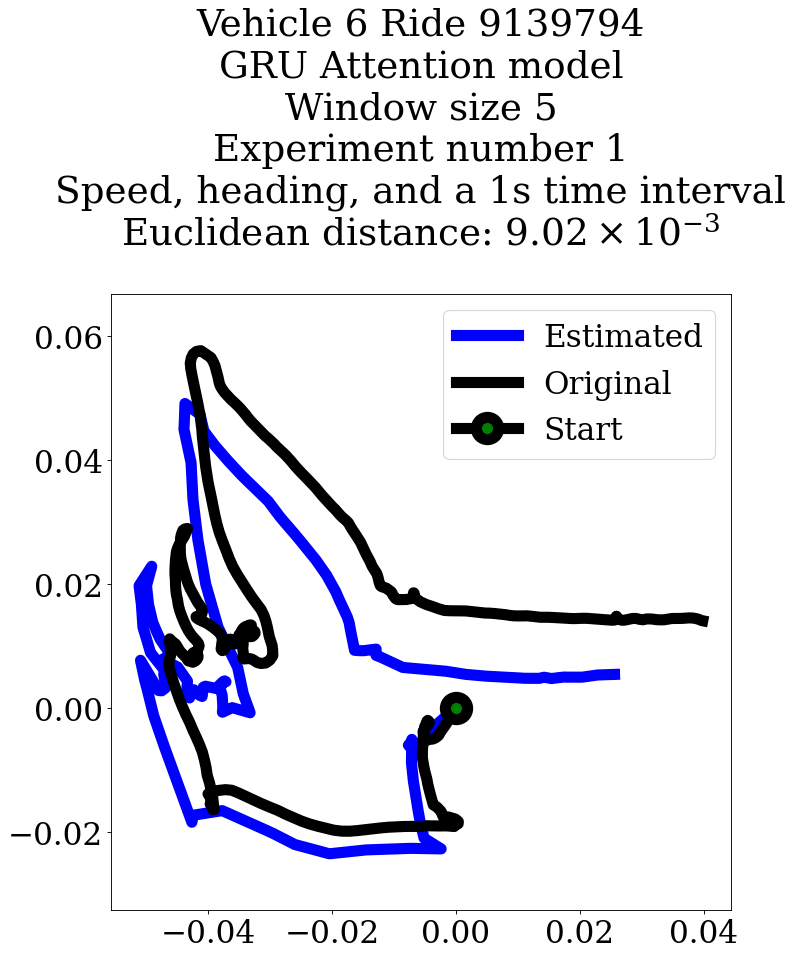 Vehicle 6 Ride 9139794
GRU Attention model
Window size 5
Experiment number 1
Speed, heading, and a 1s time interval
Euclidean distance: 9.02 × 10⁻³
Estimated
Original
Start
0.06
0.04
0.02
0.00
−0.02
−0.04 −0.02 0.00 0.02 0.04